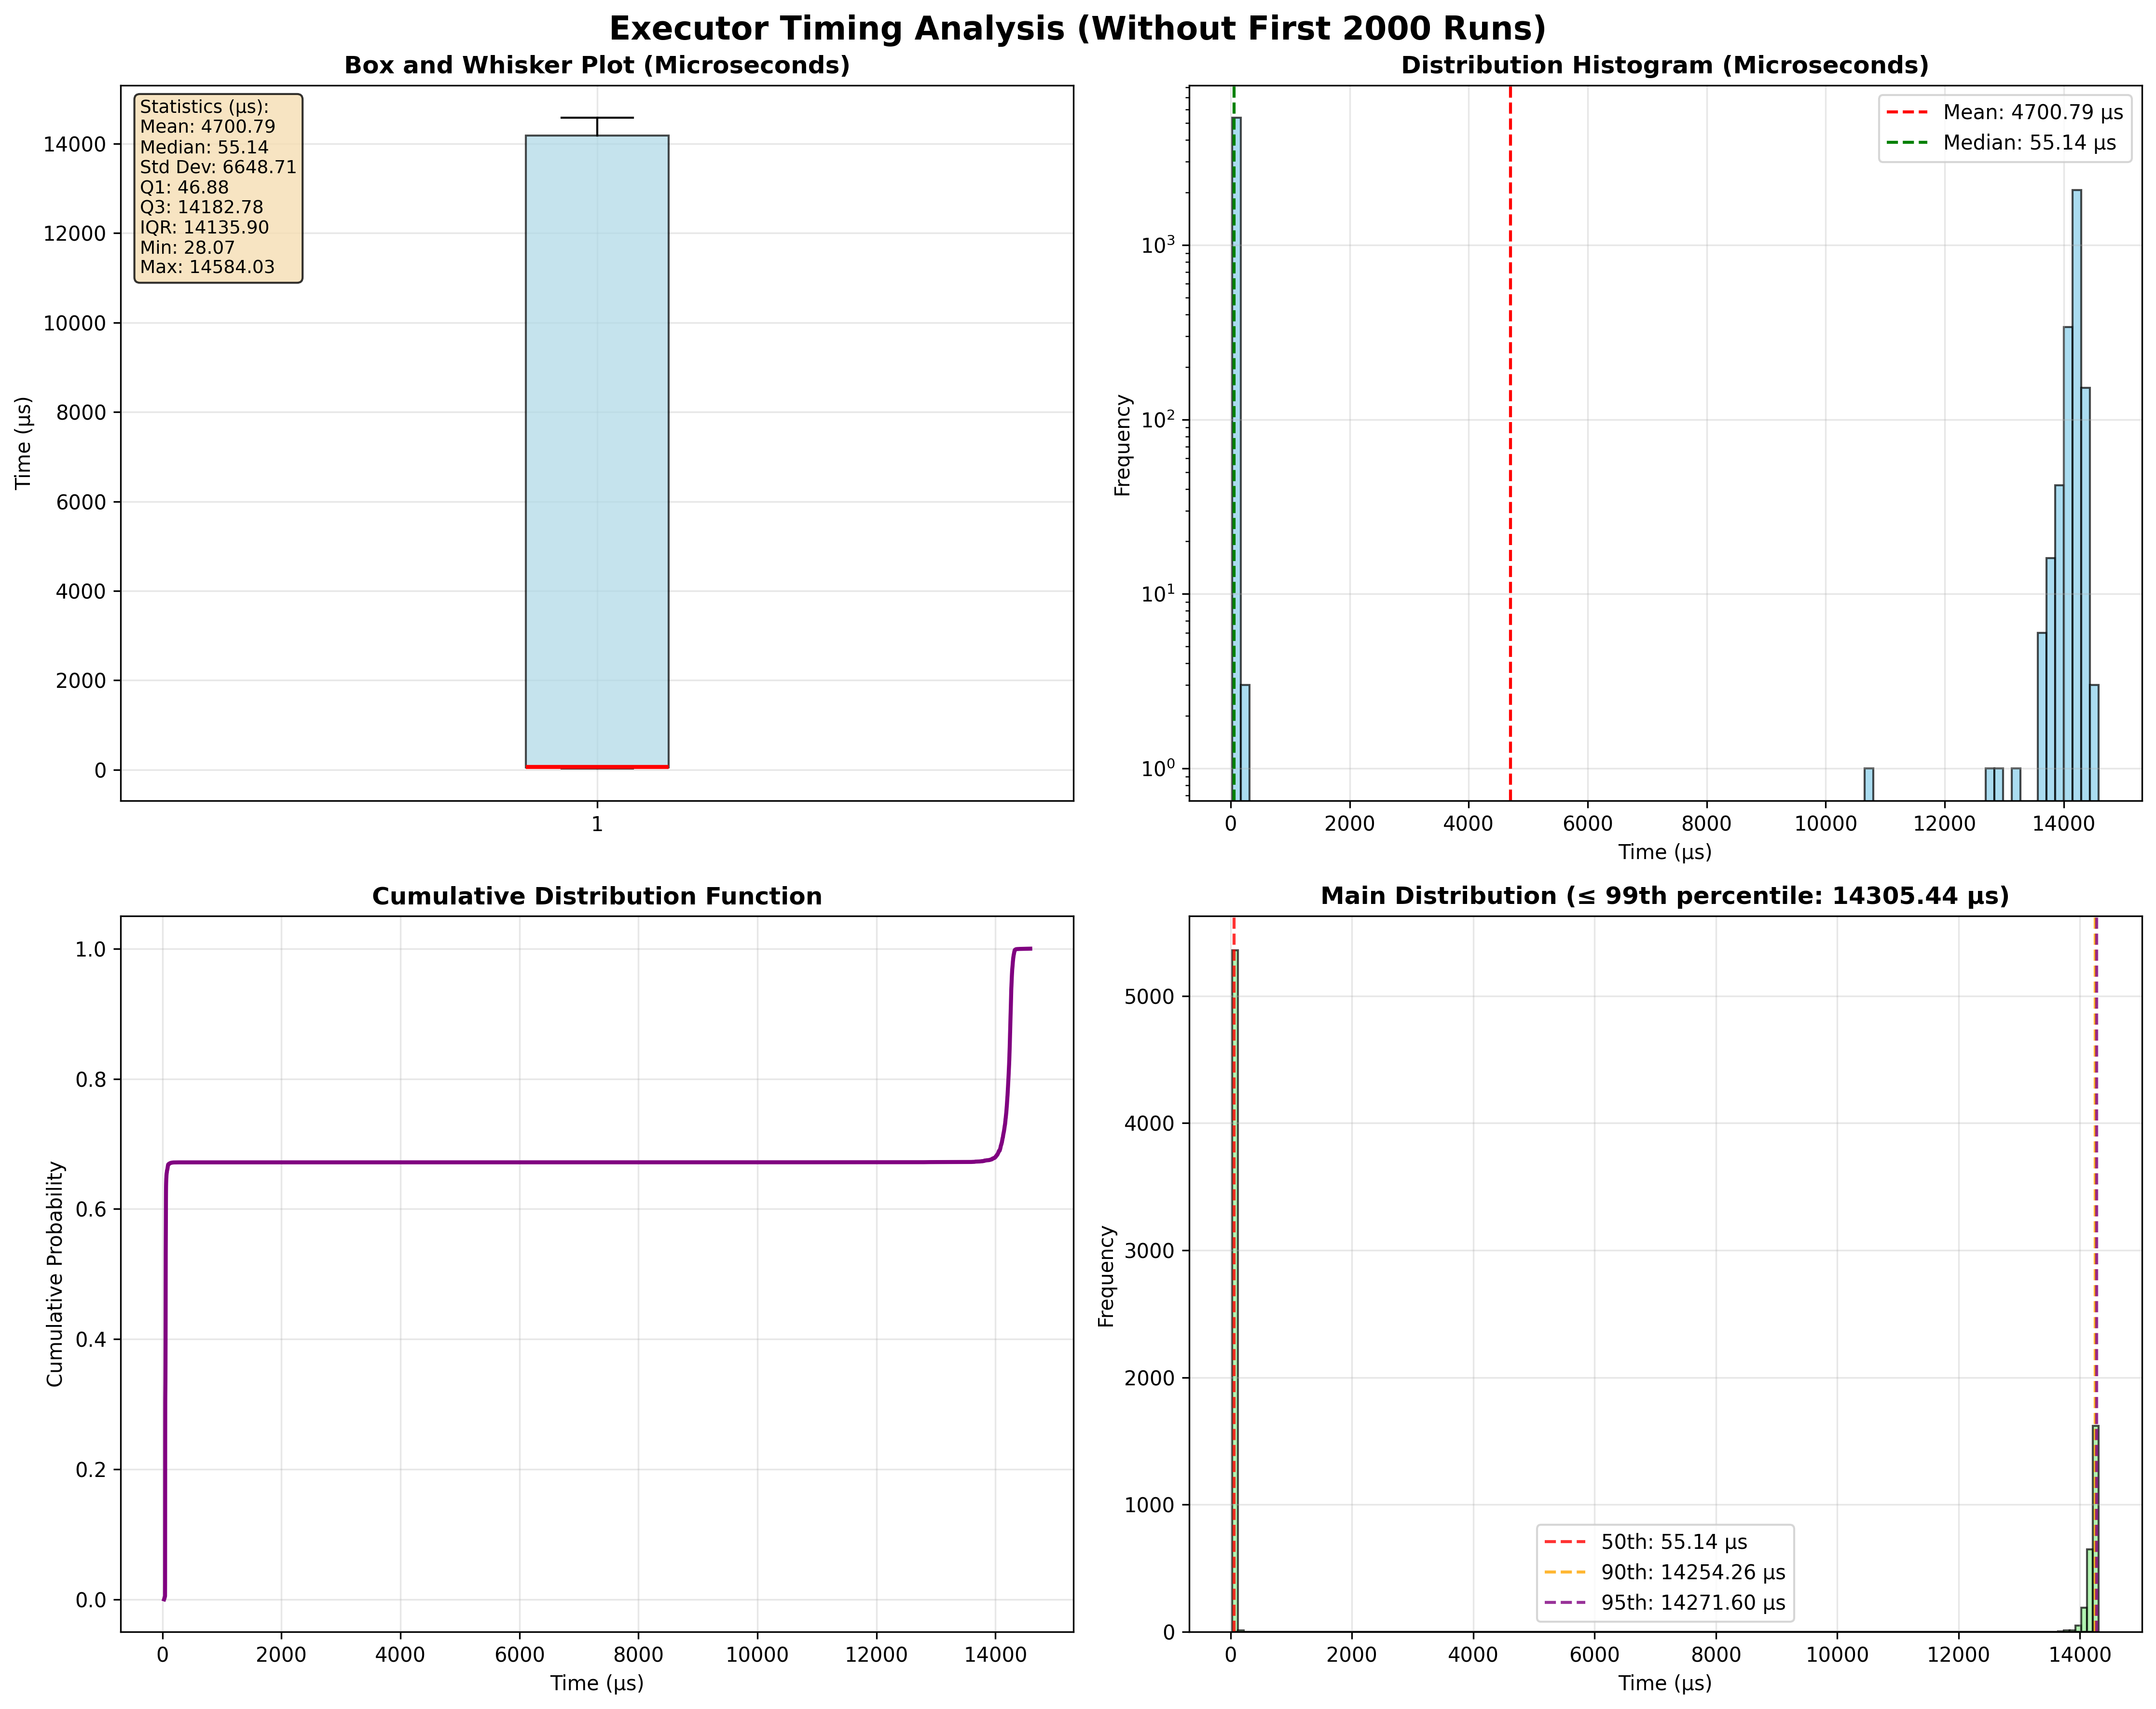 Executor Timing Analysis (Without First 2000 Runs)
Box and Whisker Plot (Microseconds)
Statistics (µs):
Mean: 4700.79
Median: 55.14
Std Dev: 6648.71
Q1: 46.88
Q3: 14182.78
IQR: 14135.90
Min: 28.07
Max: 14584.03
Time (µs)
14000
12000
10000
8000
6000
4000
2000
0
1
Distribution Histogram (Microseconds)
Mean: 4700.79 µs
Median: 55.14 µs
Frequency
10³
10²
10¹
10⁰
0 2000 4000 6000 8000 10000 12000 14000
Time (µs)
Cumulative Distribution Function
Cumulative Probability
1.0
0.8
0.6
0.4
0.2
0.0
0 2000 4000 6000 8000 10000 12000 14000
Time (µs)
Main Distribution (≤ 99th percentile: 14305.44 µs)
Frequency
5000
4000
3000
2000
1000
0
50th: 55.14 µs
90th: 14254.26 µs
95th: 14271.60 µs
0 2000 4000 6000 8000 10000 12000 14000
Time (µs)